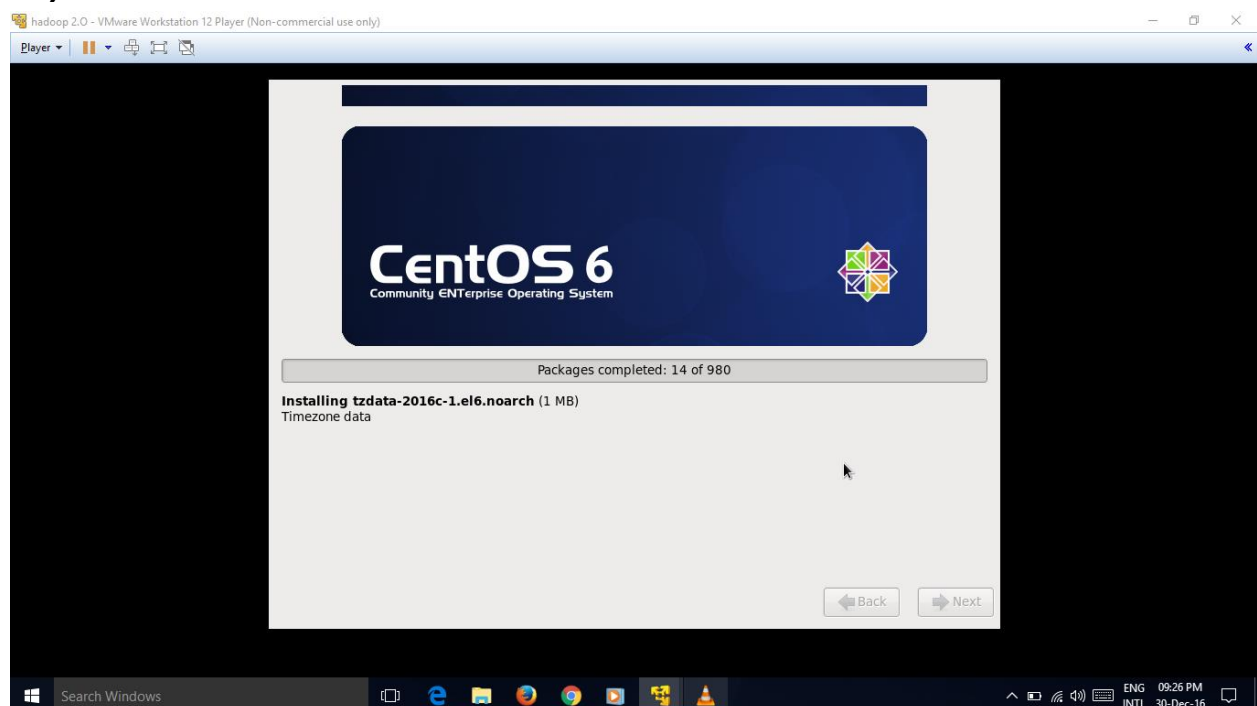 hadoop 2.O - VMware Workstation 12 Player (Non-commercial use only)
Player
CentOS 6
Community ENTerprise Operating System
Packages completed: 14 of 980
Installing tzdata-2016c-1.el6.noarch (1 MB)
Timezone data
Back
Next
Search Windows
ENG 09:26 PM
INTL 30-Dec-16